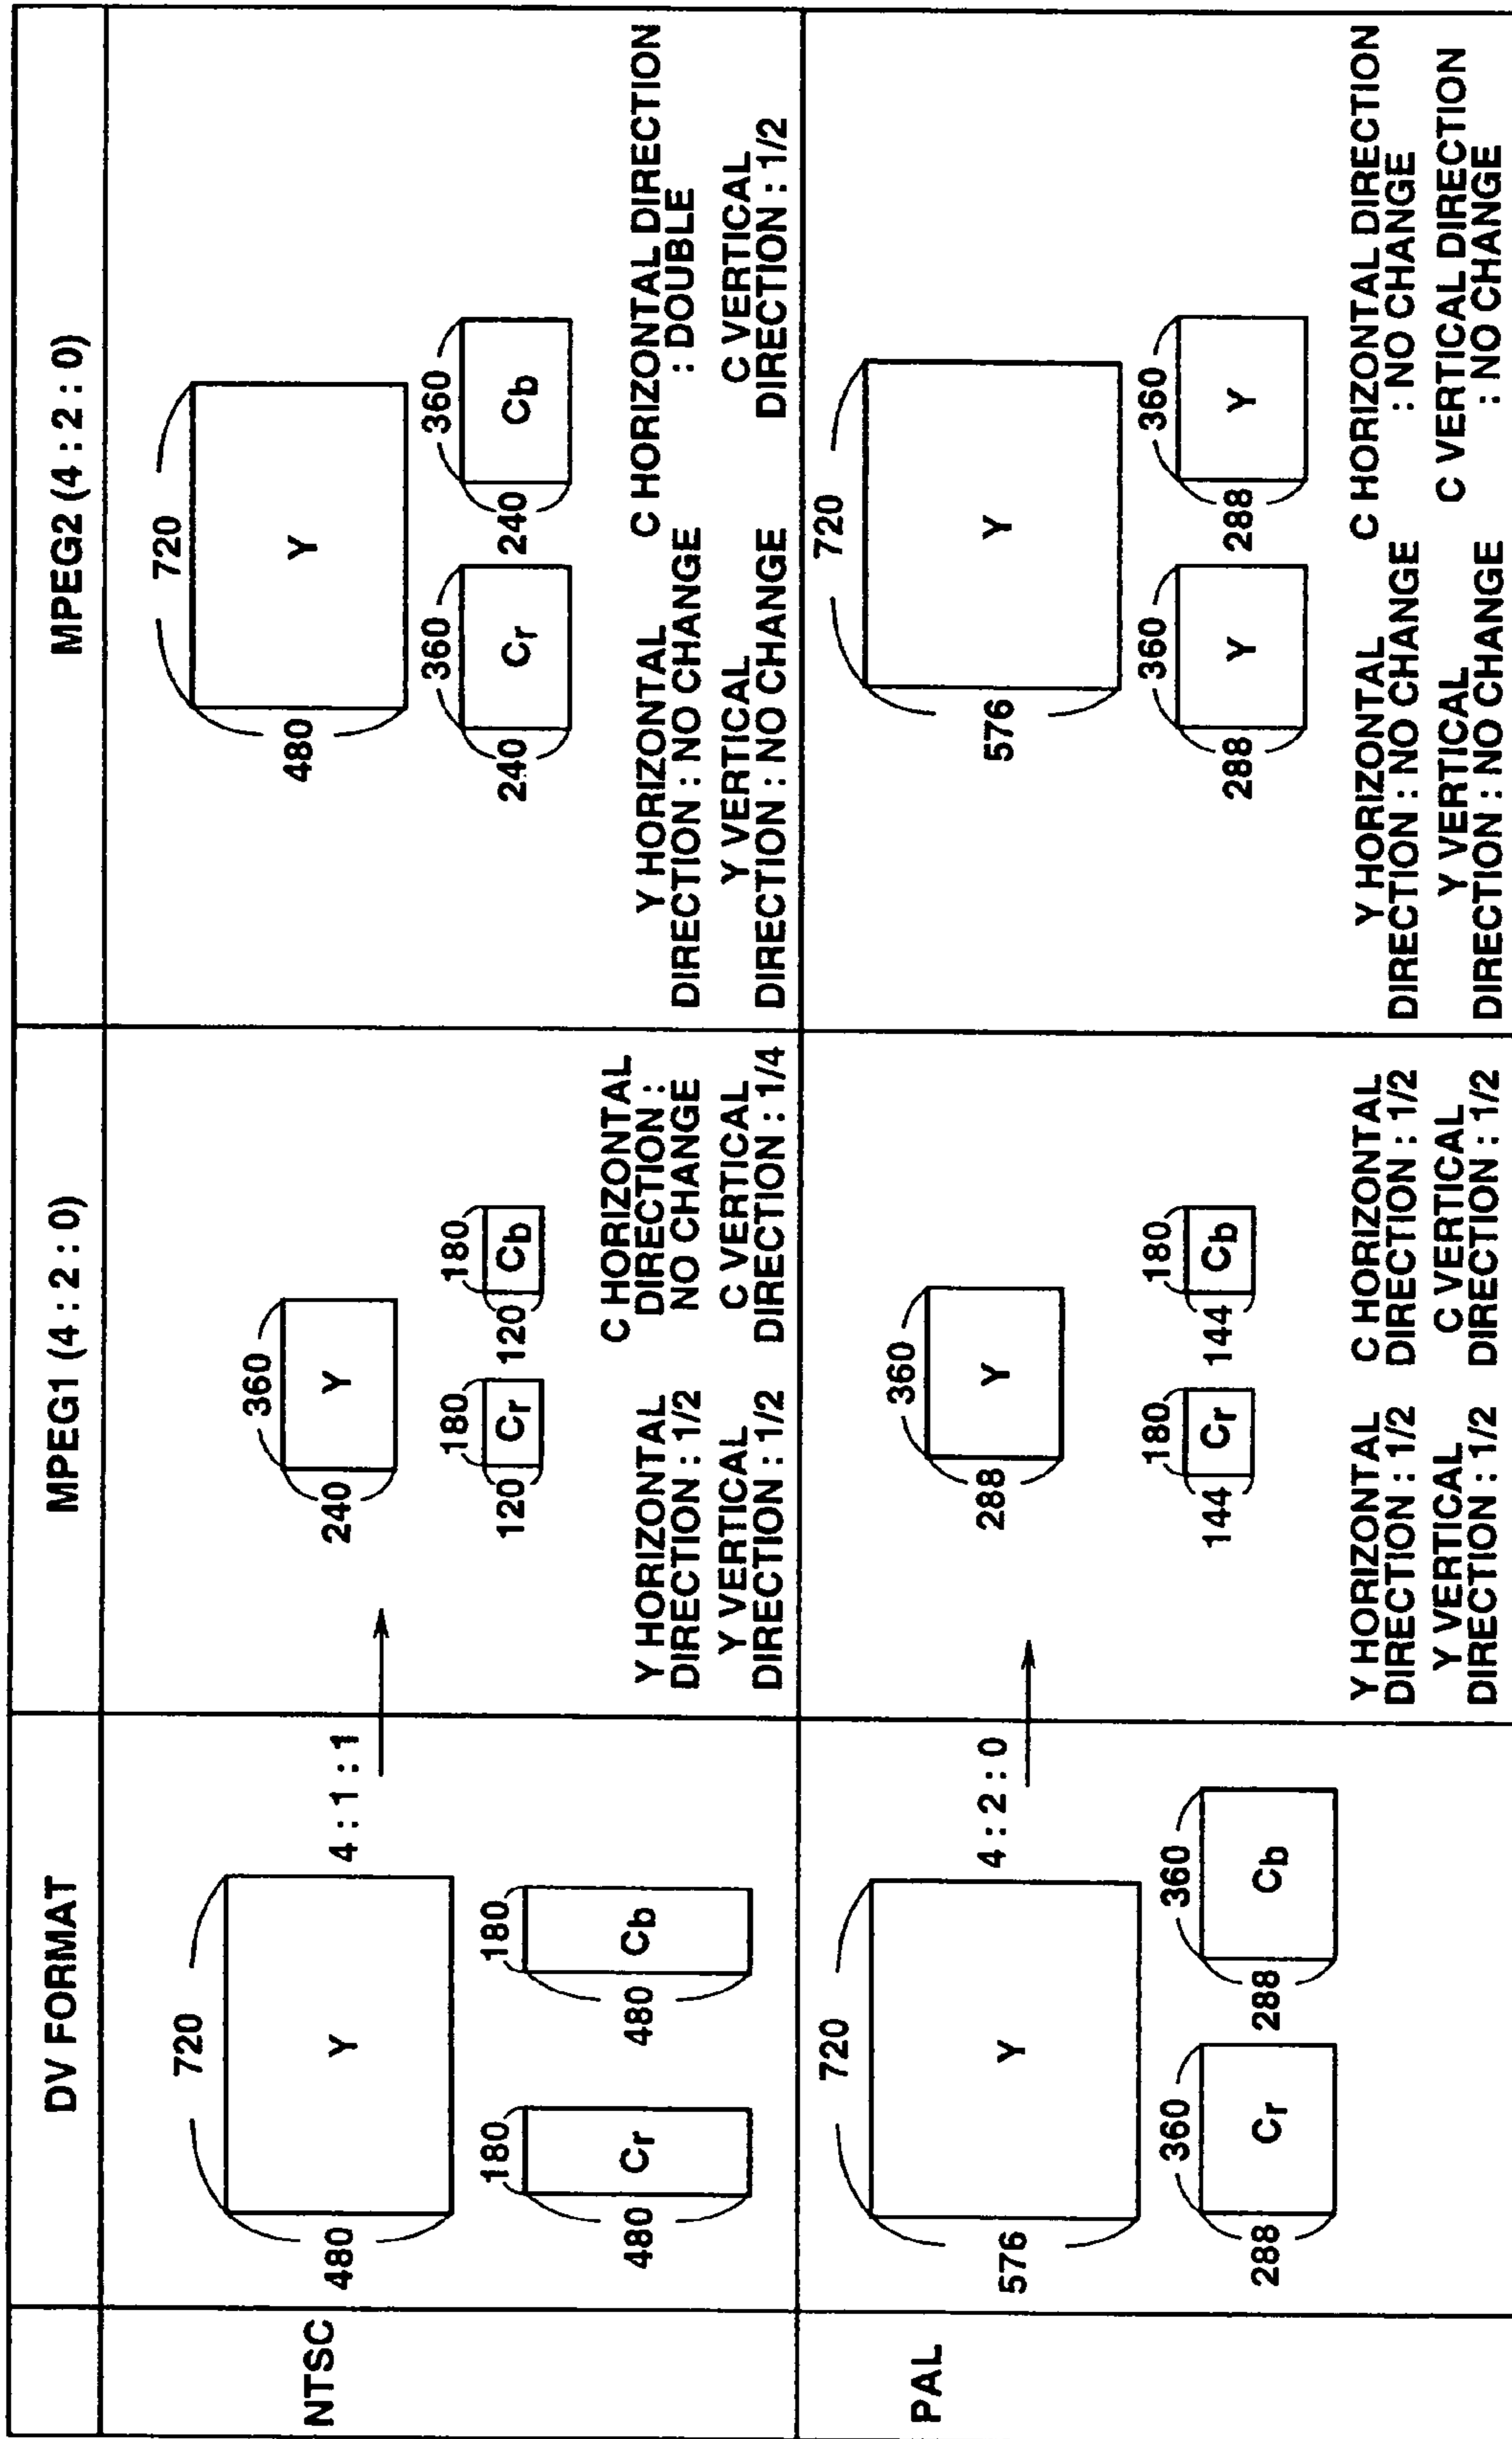 DV FORMAT
MPEG1 (4 : 2 : 0)
MPEG2 (4 : 2 : 0)
NTSC
720
480
Y
4 : 1 : 1
180
480
Cr
180
480
Cb
360
240
Y
180
120
Cr
180
120
Cb
Y HORIZONTAL
DIRECTION : 1/2
Y VERTICAL
DIRECTION : 1/2
C HORIZONTAL
DIRECTION :
NO CHANGE
C VERTICAL
DIRECTION : 1/4
720
480
Y
360
240
Cr
360
240
Cb
Y HORIZONTAL
DIRECTION : NO CHANGE
Y VERTICAL
DIRECTION : NO CHANGE
C HORIZONTAL DIRECTION
: DOUBLE
C VERTICAL
DIRECTION : 1/2
PAL
720
576
Y
4 : 2 : 0
360
288
Cr
360
288
Cb
360
288
Y
180
144
Cr
180
144
Cb
Y HORIZONTAL
DIRECTION : 1/2
Y VERTICAL
DIRECTION : 1/2
C HORIZONTAL
DIRECTION : 1/2
C VERTICAL
DIRECTION : 1/2
720
576
Y
360
288
Y
360
288
Y
Y HORIZONTAL
DIRECTION : NO CHANGE
Y VERTICAL
DIRECTION : NO CHANGE
C HORIZONTAL DIRECTION
: NO CHANGE
C VERTICAL DIRECTION
: NO CHANGE